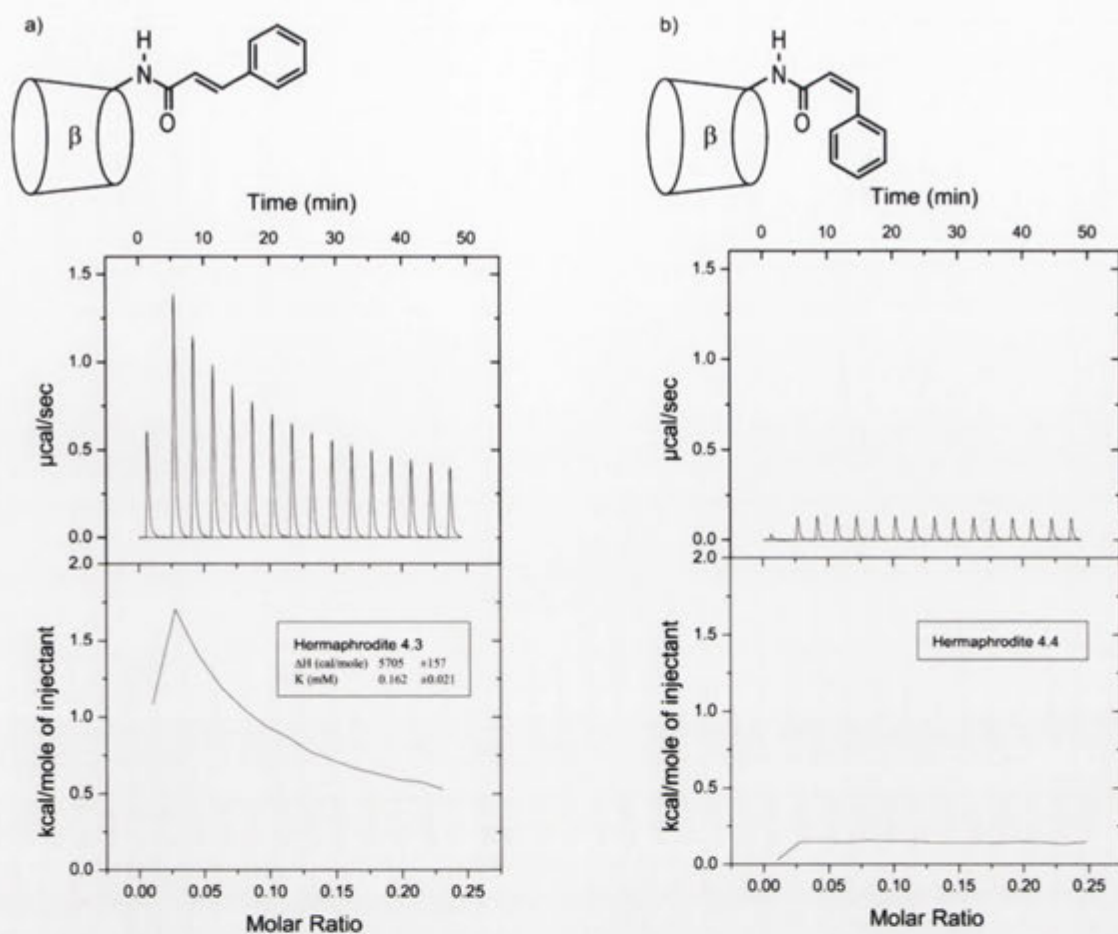 a)
H
N
O
β
Time (min)
0 10 20 30 40 50
1.5
1.0
0.5
0.0
µcal/sec
2.0
1.5
1.0
0.5
0.0
kcal/mole of injectant
Hermaphrodite 4.3
ΔH (cal/mole) 5705 ±157
K (mM) 0.162 ±0.021
0.00 0.05 0.10 0.15 0.20 0.25
Molar Ratio
b)
H
N
O
β
Time (min)
0 10 20 30 40 50
1.5
1.0
0.5
0.0
µcal/sec
2.0
1.5
1.0
0.5
0.0
kcal/mole of injectant
Hermaphrodite 4.4
0.00 0.05 0.10 0.15 0.20 0.25
Molar Ratio